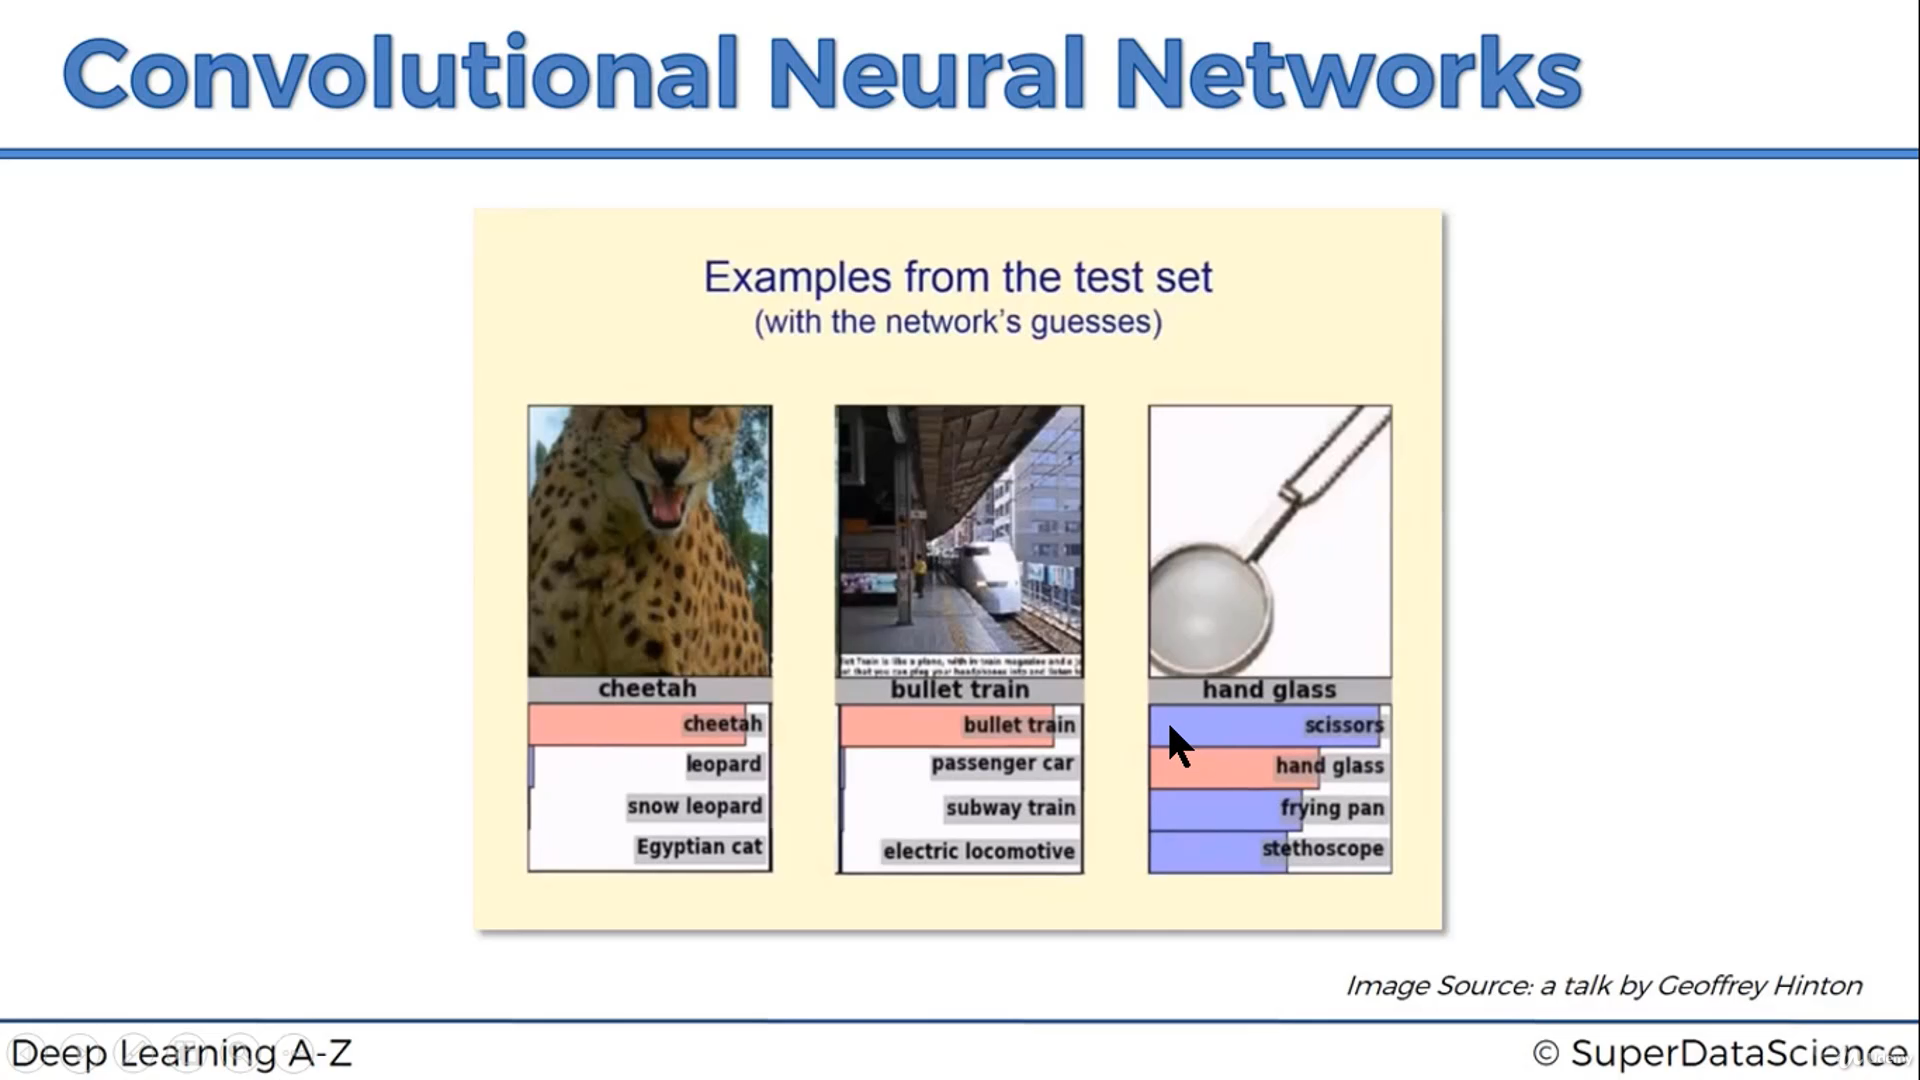 Convolutional Neural Networks
Examples from the test set
(with the network's guesses)
cheetah
cheetah
leopard
snow leopard
Egyptian cat
bullet train
bullet train
passenger car
subway train
electric locomotive
hand glass
scissors
hand glass
frying pan
stethoscope
Image Source: a talk by Geoffrey Hinton
Deep Learning A-Z
© SuperDataScience